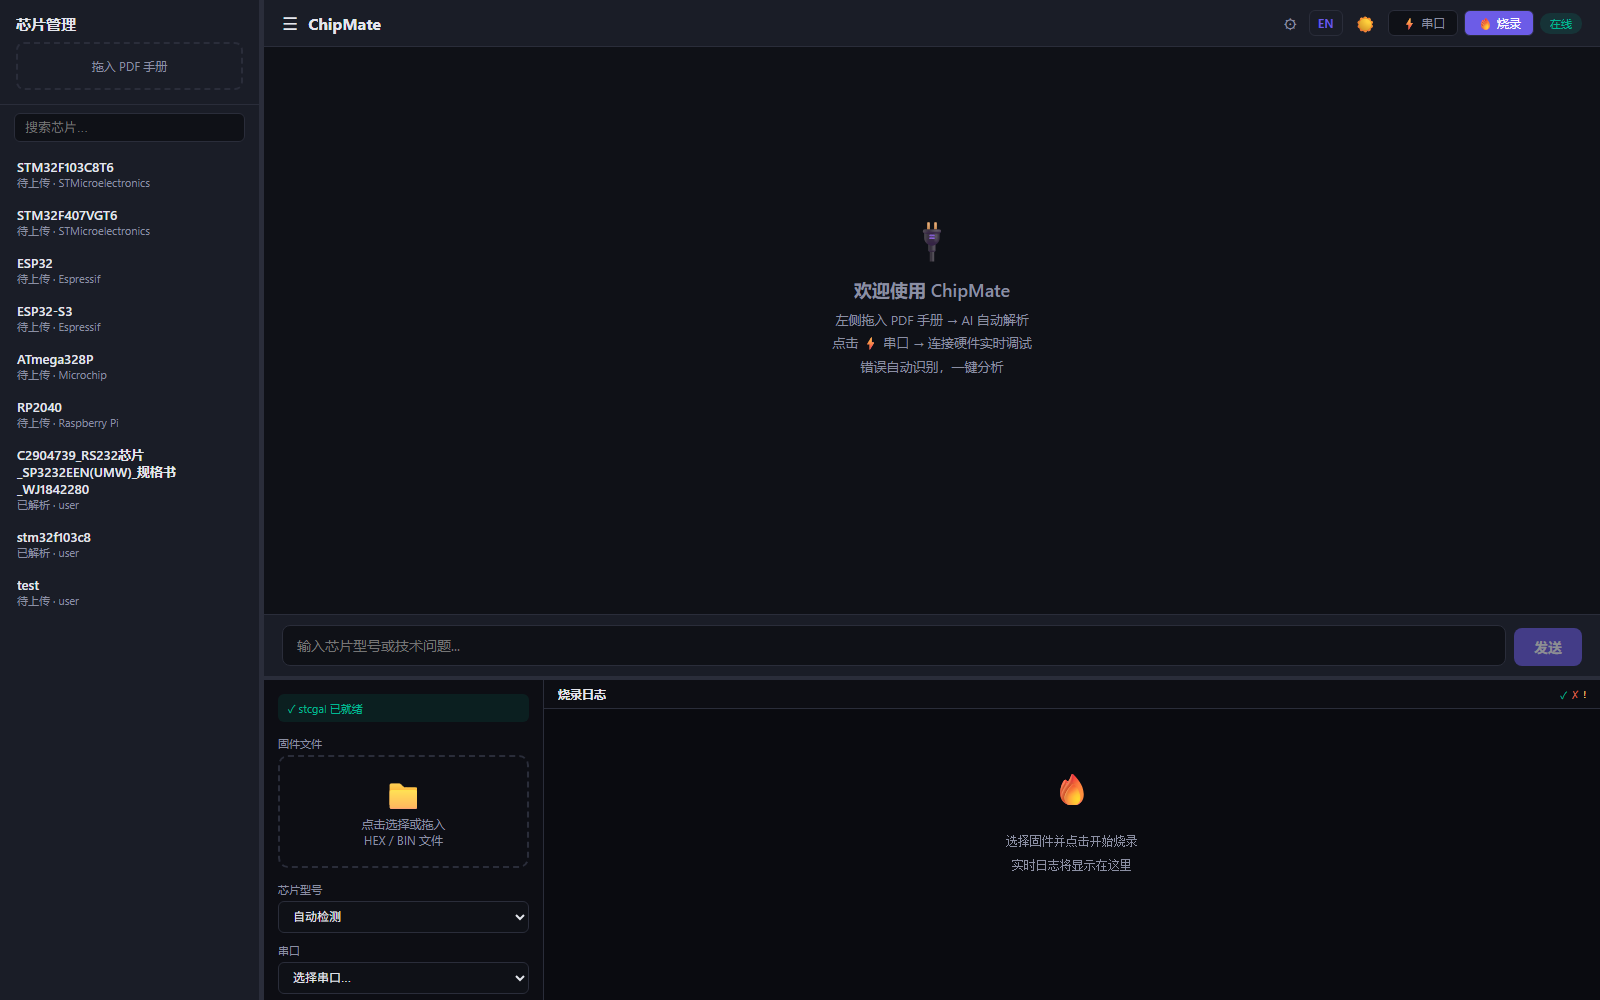 芯片管理
拖入 PDF 手册
搜索芯片...
STM32F103C8T6
待上传 · STMicroelectronics
STM32F407VGT6
待上传 · STMicroelectronics
ESP32
待上传 · Espressif
ESP32-S3
待上传 · Espressif
ATmega328P
待上传 · Microchip
RP2040
待上传 · Raspberry Pi
C2904739_RS232芯片
_SP3232EEN(UMW)_规格书
_WJ1842280
已解析 · user
stm32f103c8
已解析 · user
test
待上传 · user
☰ ChipMate
EN
串口
烧录
在线
欢迎使用 ChipMate
左侧拖入 PDF 手册 → AI 自动解析
点击 ⚡ 串口 → 连接硬件实时调试
错误自动识别，一键分析
输入芯片型号或技术问题...
发送
✓ stcgal 已就绪
固件文件
点击选择或拖入
HEX / BIN 文件
芯片型号
自动检测
串口
选择串口...
烧录日志
✓ ✗ !
选择固件并点击开始烧录
实时日志将显示在这里